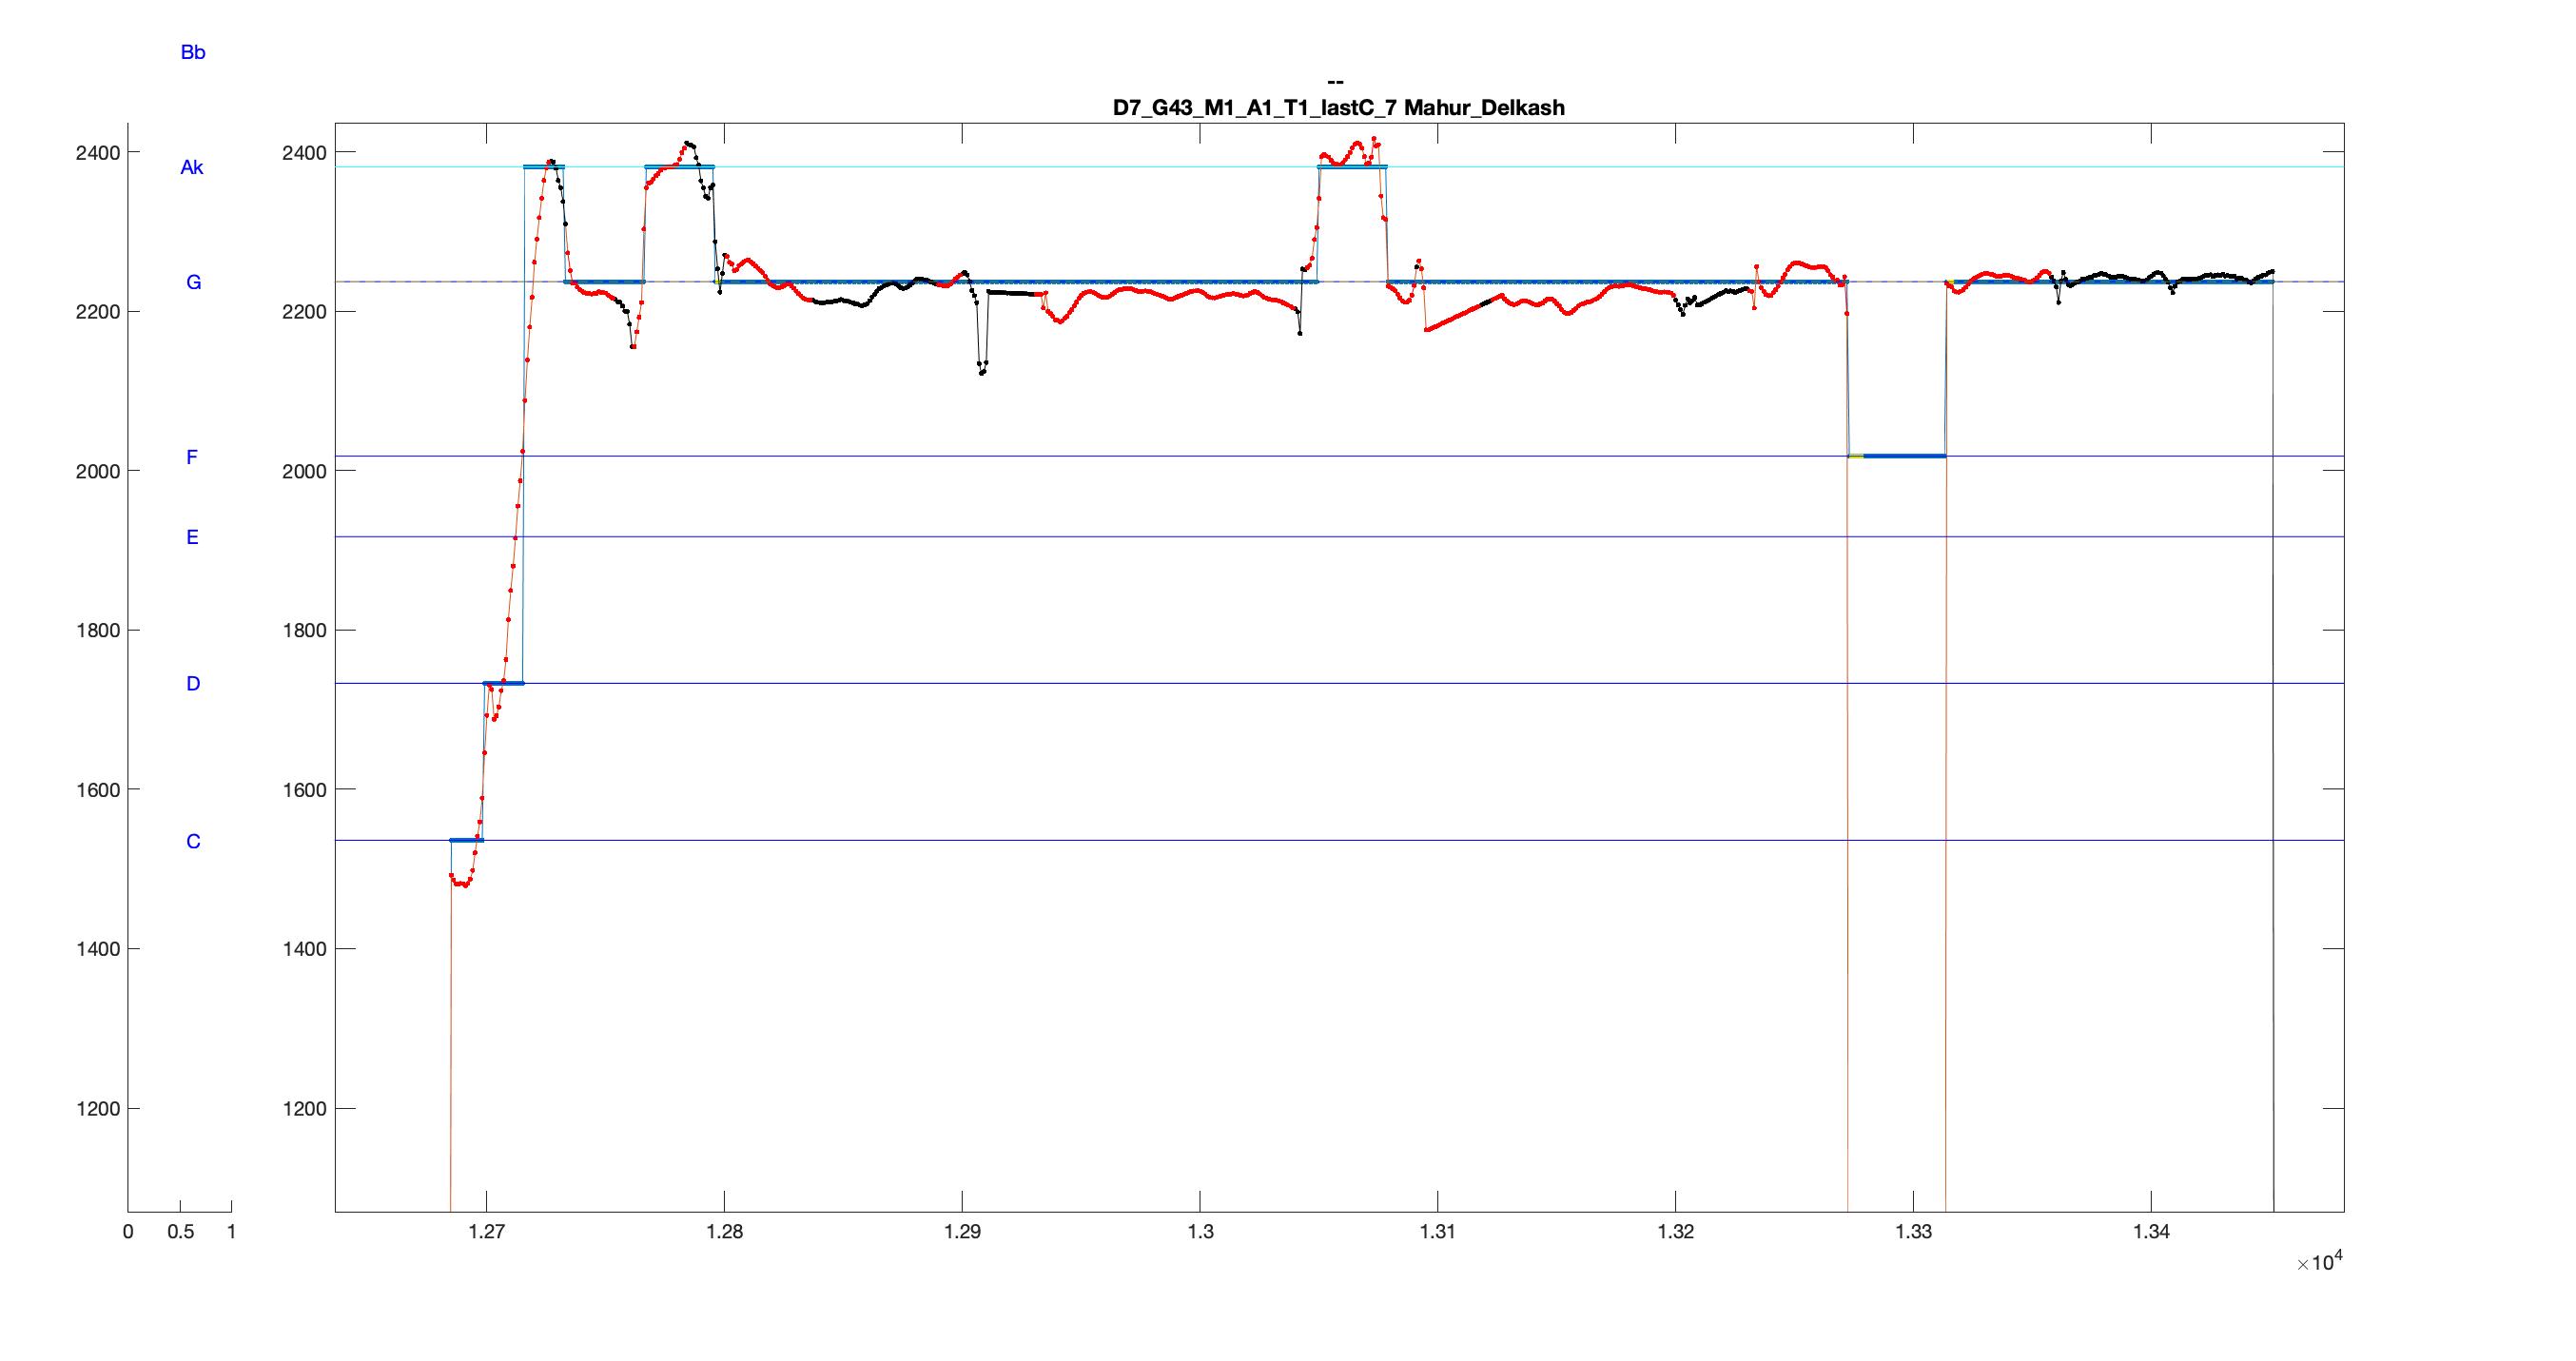 Bb
--
D7_G43_M1_A1_T1_lastC_7 Mahur_Delkash
2400 Ak 2400
G
2200 2200
F
2000 2000
E
1800 1800
D
1600 1600
C
1400 1400
1200 1200
0 0.5 1 1.27 1.28 1.29 1.3 1.31 1.32 1.33 1.34
×10⁴